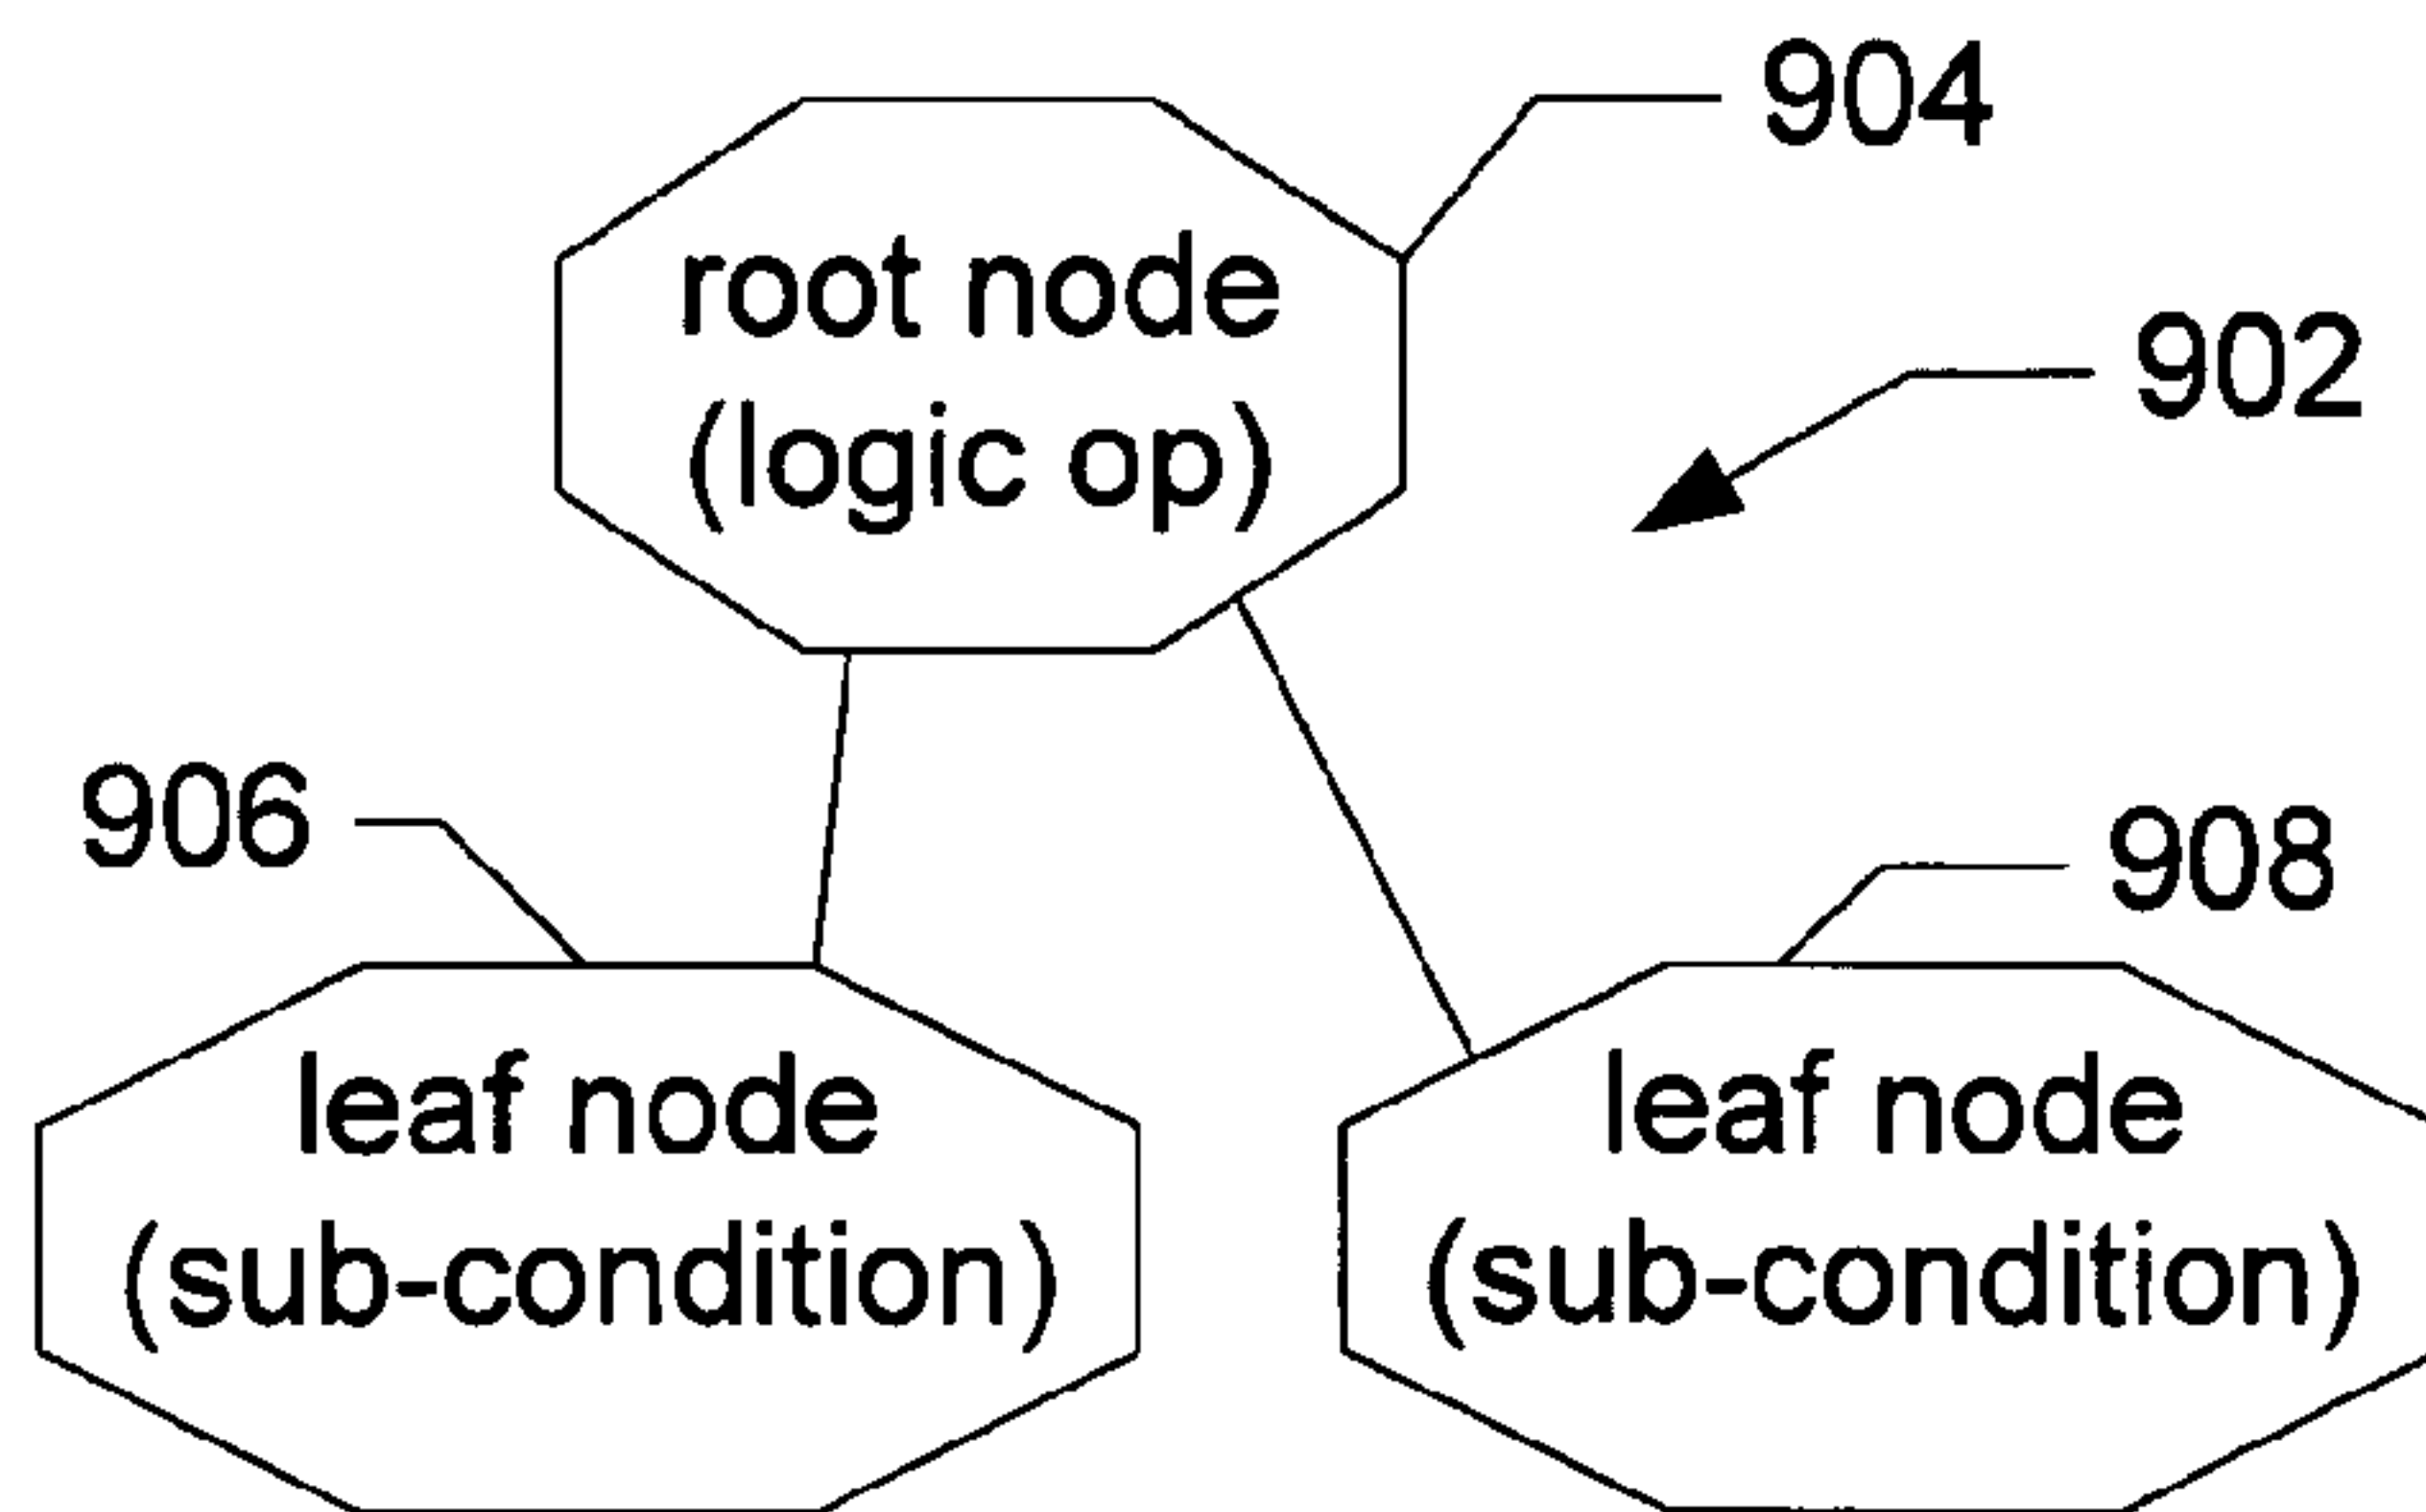 904
root node
(logic op)
902
906
908
leaf node
(sub-condition)
leaf node
(sub-condition)